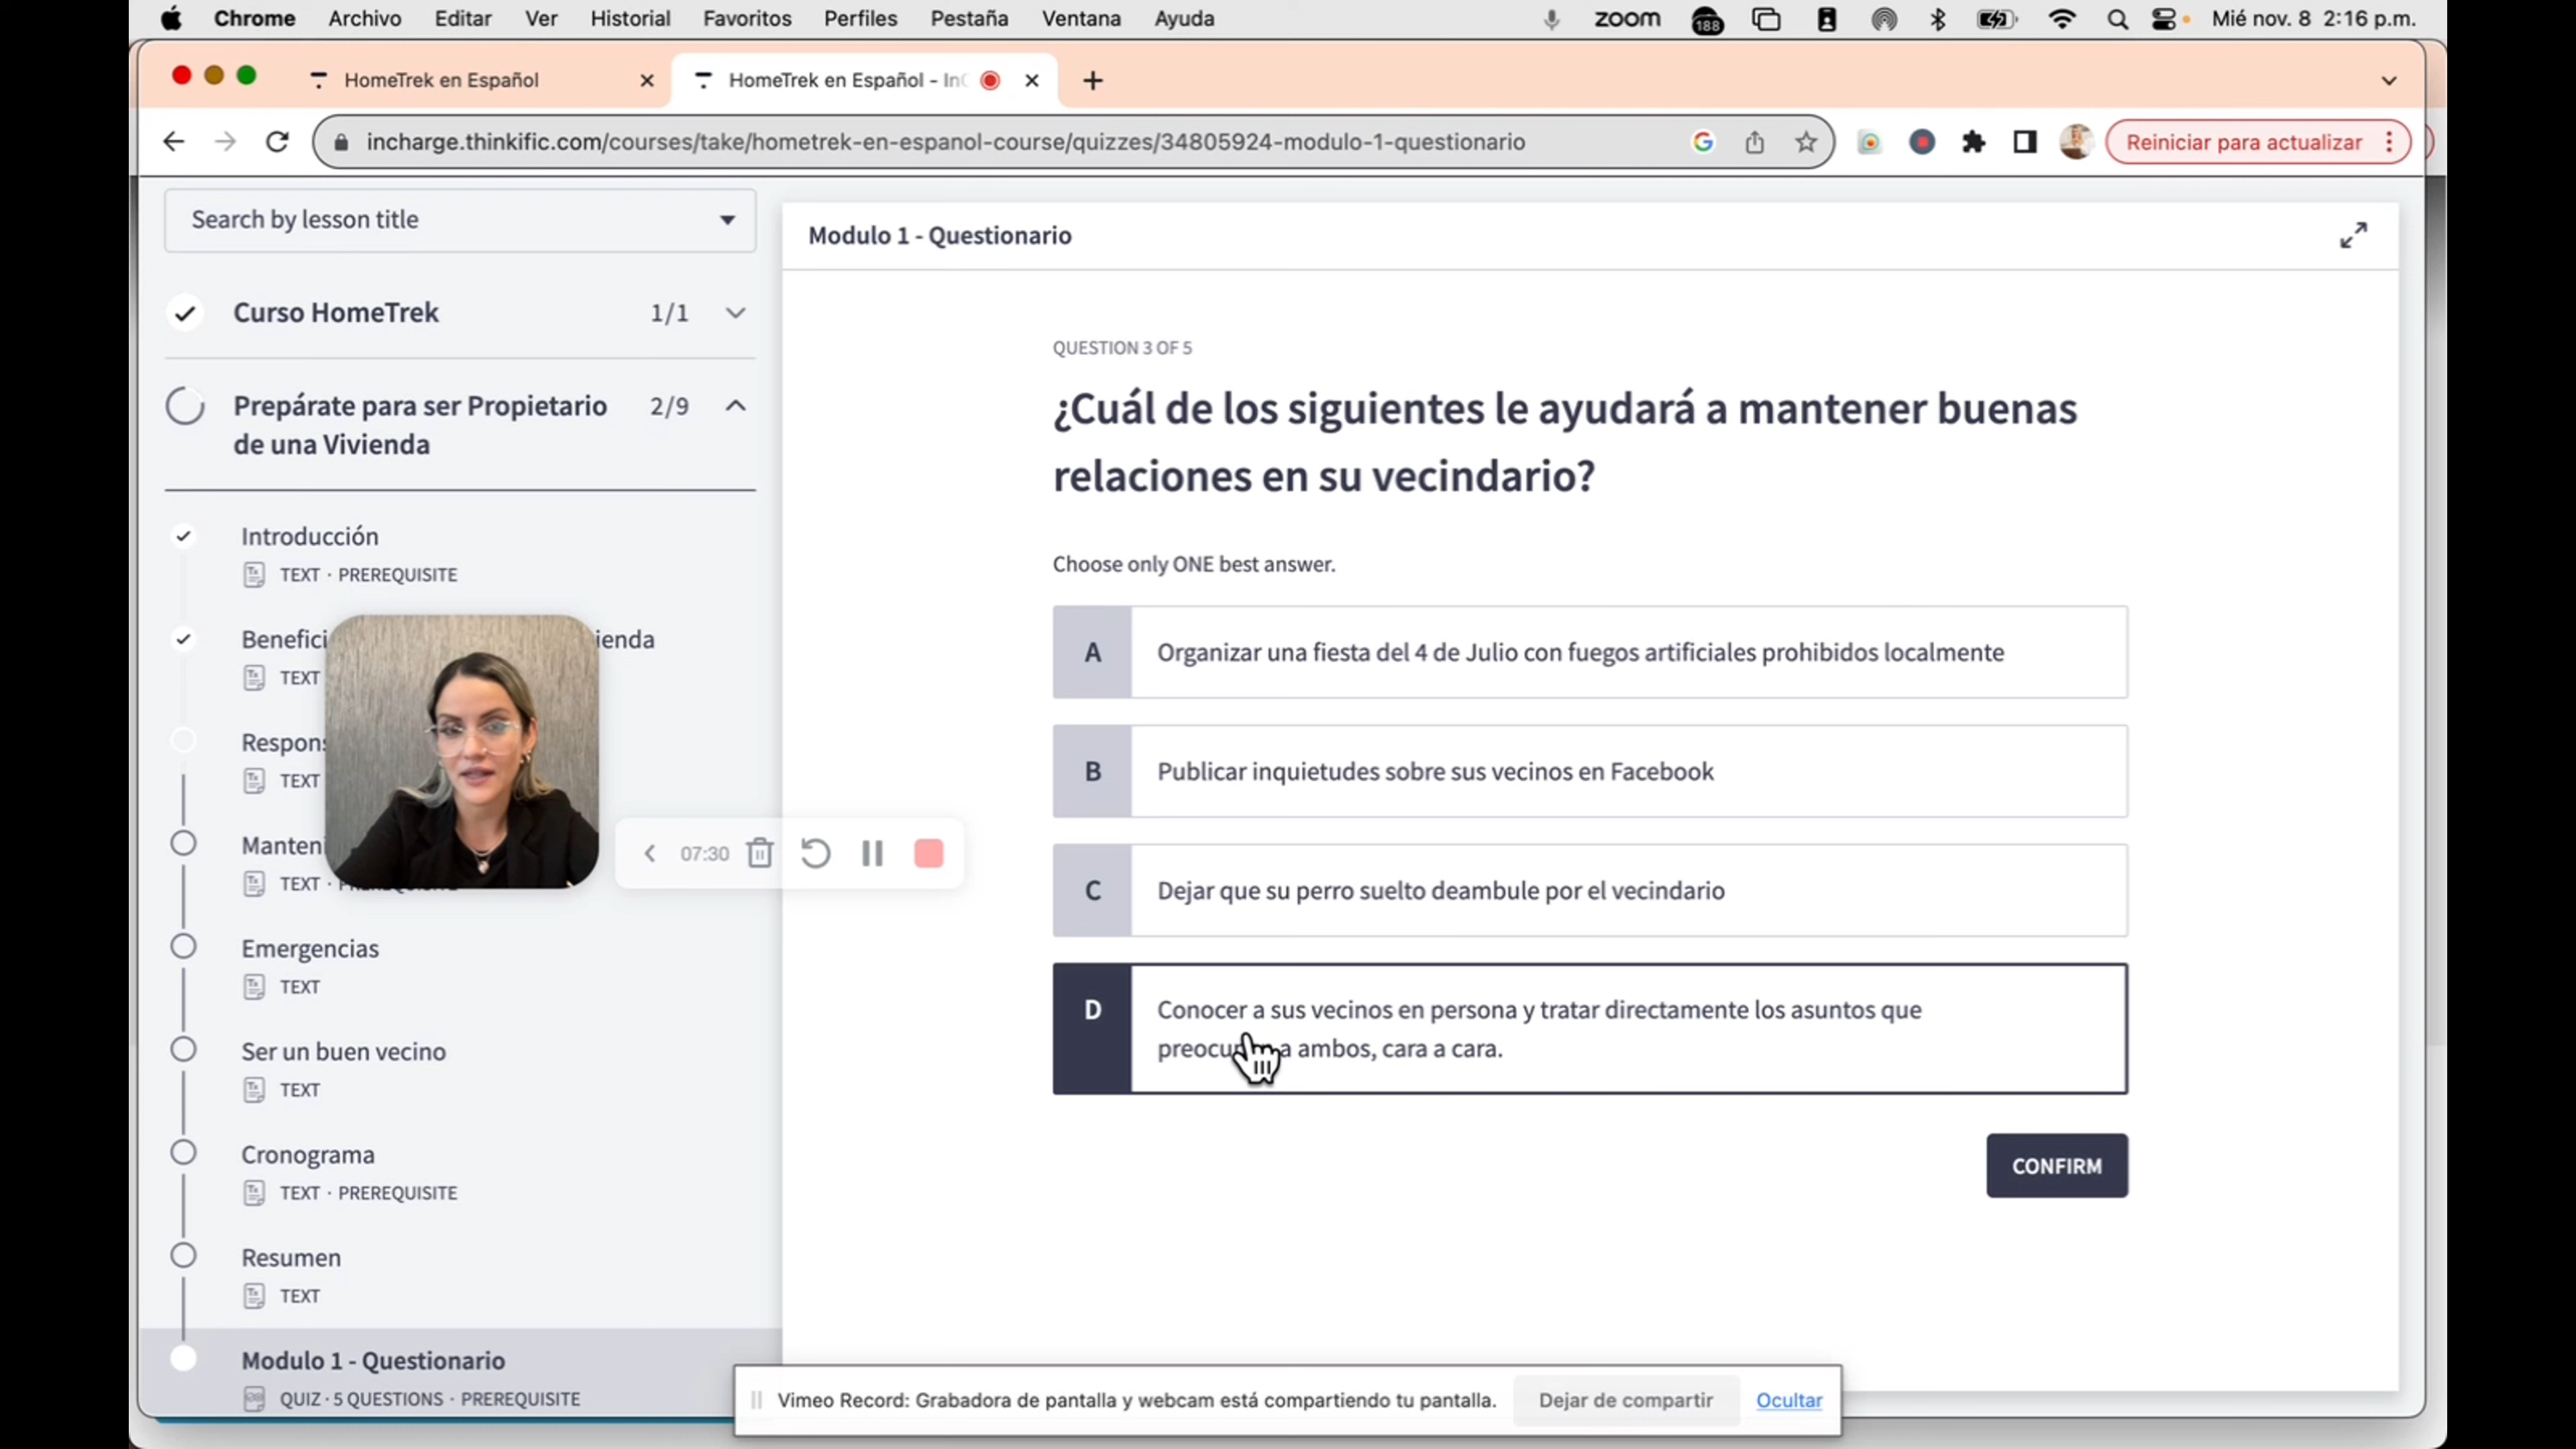 Chrome Archivo Editar Ver Historial Favoritos Perfiles Pestaña Ventana Ayuda
zoom 188 Mié nov. 8 2:16 p.m.
HomeTrek en Español
HomeTrek en Español - In
incharge.thinkific.com/courses/take/hometrek-en-espanol-course/quizzes/34805924-modulo-1-questionario
Reiniciar para actualizar
Search by lesson title
Curso HomeTrek 1/1
Prepárate para ser Propietario 2/9
de una Vivienda
Introducción
TEXT · PREREQUISITE
Benefici ienda
TEXT
Respons
TEXT
Manteni
TEXT ·
Emergencias
TEXT
Ser un buen vecino
TEXT
Cronograma
TEXT · PREREQUISITE
Resumen
TEXT
Modulo 1 - Questionario
QUIZ · 5 QUESTIONS · PREREQUISITE
07:30
Modulo 1 - Questionario
QUESTION 3 OF 5
¿Cuál de los siguientes le ayudará a mantener buenas
relaciones en su vecindario?
Choose only ONE best answer.
A Organizar una fiesta del 4 de Julio con fuegos artificiales prohibidos localmente
B Publicar inquietudes sobre sus vecinos en Facebook
C Dejar que su perro suelto deambule por el vecindario
D Conocer a sus vecinos en persona y tratar directamente los asuntos que
preocu a ambos, cara a cara.
CONFIRM
Vimeo Record: Grabadora de pantalla y webcam está compartiendo tu pantalla. Dejar de compartir Ocultar